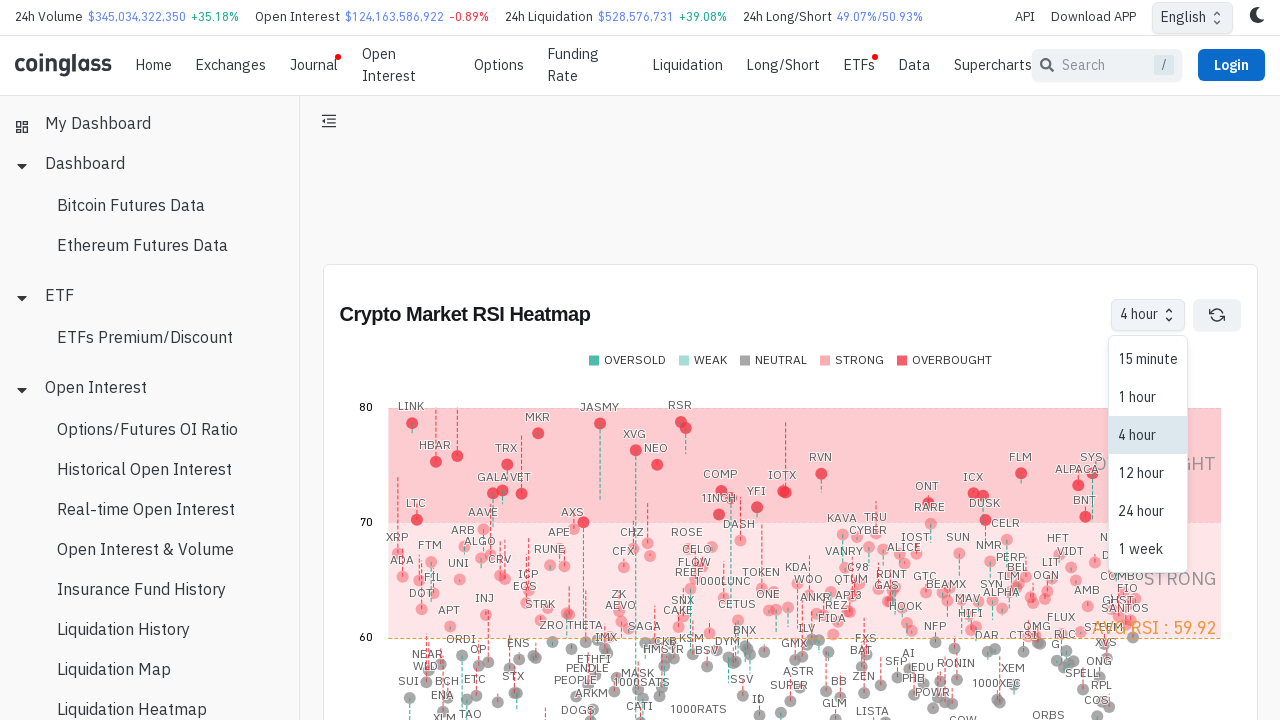 24h Volume $345,034,322,350 +35.18% Open Interest $124,163,586,922 -0.89% 24h Liquidation $528,576,731 +39.08% 24h Long/Short 49.07%/50.93% API Download APP English
coinglass Home Exchanges Journal Open Interest Options Funding Rate Liquidation Long/Short ETFs Data Supercharts Search / Login
My Dashboard
Dashboard
Bitcoin Futures Data
Ethereum Futures Data
ETF
ETFs Premium/Discount
Open Interest
Options/Futures OI Ratio
Historical Open Interest
Real-time Open Interest
Open Interest & Volume
Insurance Fund History
Liquidation History
Liquidation Map
Liquidation Heatmap
Crypto Market RSI Heatmap
4 hour
15 minute
1 hour
4 hour
12 hour
24 hour
1 week
OVERSOLD WEAK NEUTRAL STRONG OVERBOUGHT
80
LINK JASMY RSR
MKR
XVG
HBAR TRX NEO RVN FLM SYS
ALPACA
GALA VET COMP IOTX ICX
YFI ONT
LTC 1INCH RARE DUSK BNT
AAVE AXS
70
DASH KAVA TRU CELR
XRP ARB APE CHZ ROSE CYBER IOST SUN HFT
FTM ALGO RUNE CFX CELO VANRY ALICE NMR VIDT
ADA UNI CRV FLOW KDA C98 PERP LIT
FIL ICP REEF TOKEN WOO QTUM RUNT GTC BEL OGN COMBO
STRONG
DOT EOS 1000LUNC GAS BEAMX SYN TLM AMB FIO
INJ STRK ZK SNX CETUS ONE ANKR API3 MAV ALPHA GHST
APT AEVO CAKE REZ HOOK HIFI FLUX SANTOS
ZRO THETA SAGA BNX FIDA ILV NFP OMG STEEM
AVG RSI : 59.92
60
ORDI ENS IMX CKB KSM DYM GMX FXS DAR CTSI RLC XVS
NEAR OP ETHFI HMSTR BSV BAT AI SFP RONIN ONG
WLD PENDLE MASK ASTR EDU XEM SPELL
SUI BCH ETC STX PEOPLE 1000SATS SSV SUPER BB ZEN PHB 1000XEC RPL
ENA ARKM ID GLM POWR COS
XLM TAO DOGS CATI 1000RATS LISTA COW ORBS